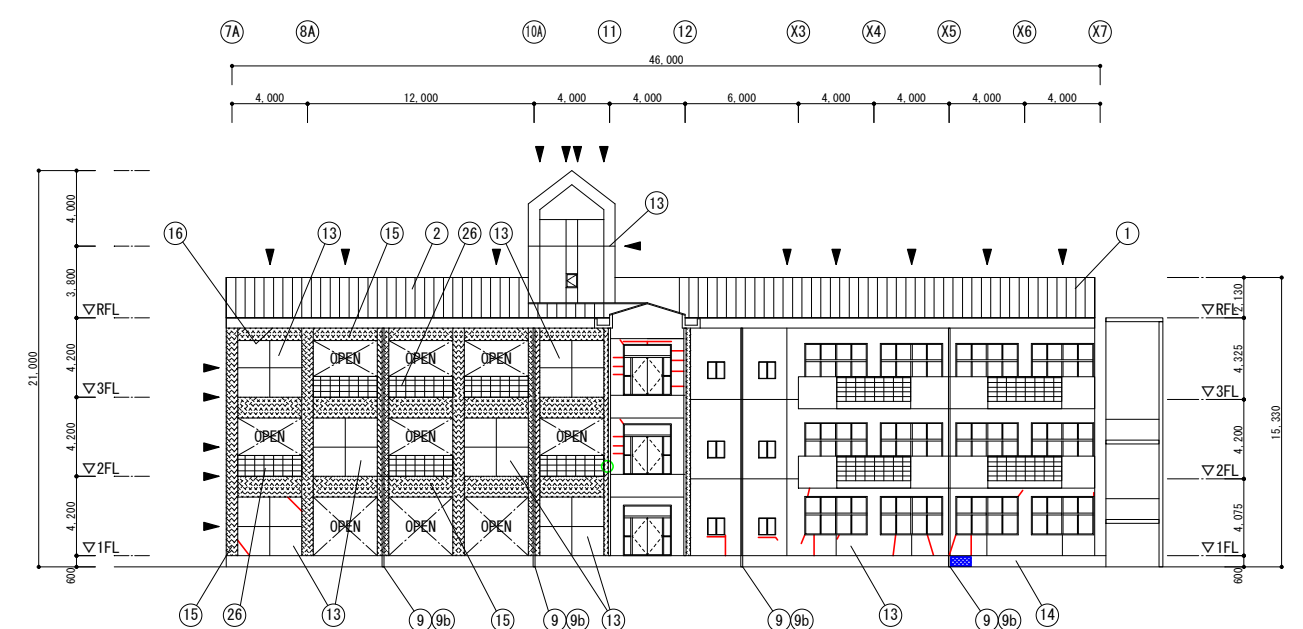 7A 8A 10A 11 12 X3 X4 X5 X6 X7
46,000
4,000 12,000 4,000 4,000 6,000 4,000 4,000 4,000 4,000
13
16 13 15 2 26 13 1
4,000
3,800
2,130
▽RFL ▽RFL
OPEN OPEN OPEN
21,000
4,200
4,325
15,330
▽3FL ▽3FL
OPEN OPEN OPEN
4,200
4,200
▽2FL ▽2FL
OPEN OPEN OPEN
4,200
4,075
▽1FL ▽1FL
600 600
15 26 13 9 9b 15 9 9b 13 9 9b 13 9 9b 14